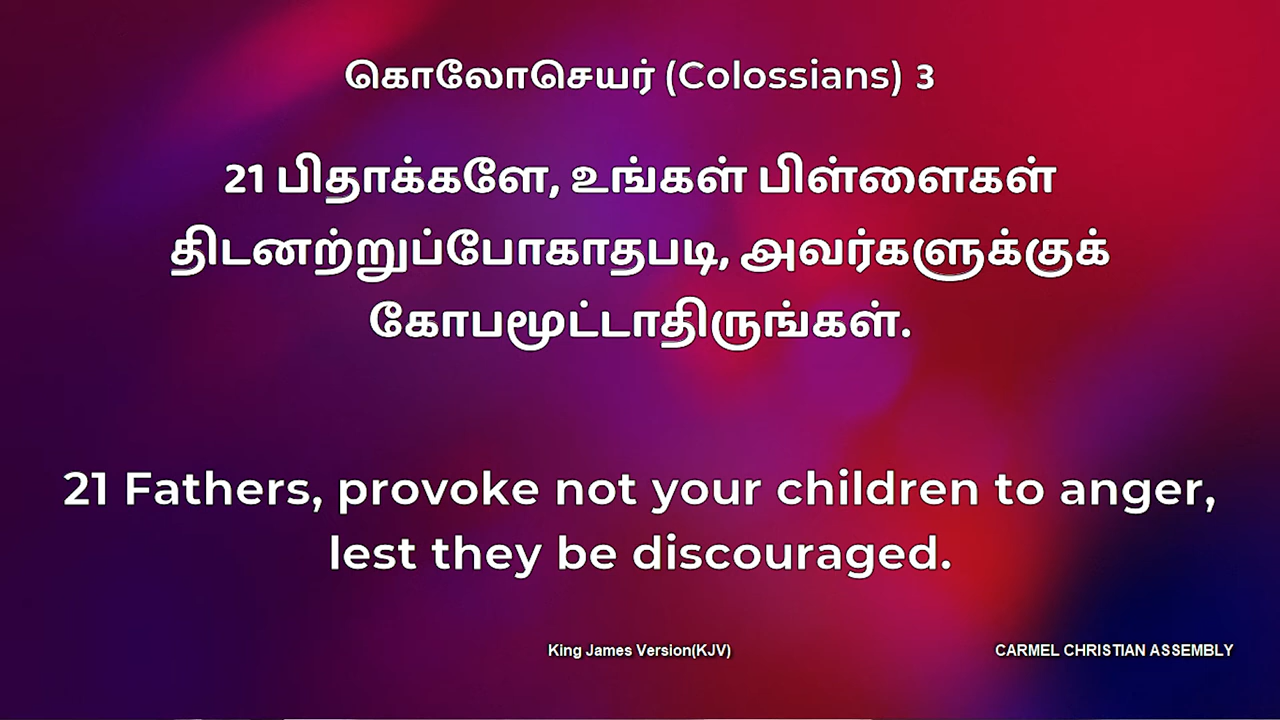 கொலோசெயர் (Colossians) 3
21 பிதாக்களே, உங்கள் பிள்ளைகள்
திடனற்றுப்போகாதபடி, அவர்களுக்குக்
கோபமூட்டாதிருங்கள்.
21 Fathers, provoke not your children to anger,
lest they be discouraged.
King James Version(KJV)
CARMEL CHRISTIAN ASSEMBLY